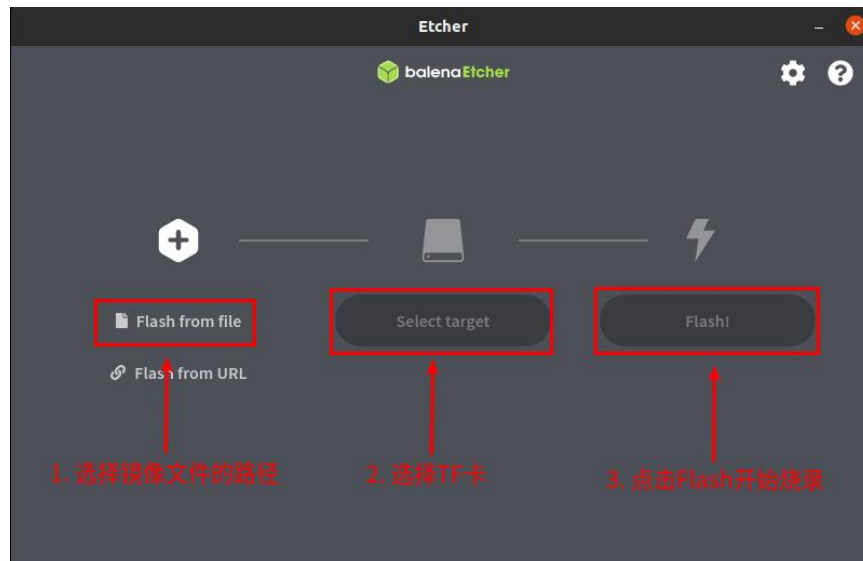 Etcher
balenaEtcher
Flash from file
Select target
Flash!
Flash from URL
1. 选择镜像文件的路径
2. 选择TF卡
3. 点击Flash开始烧录